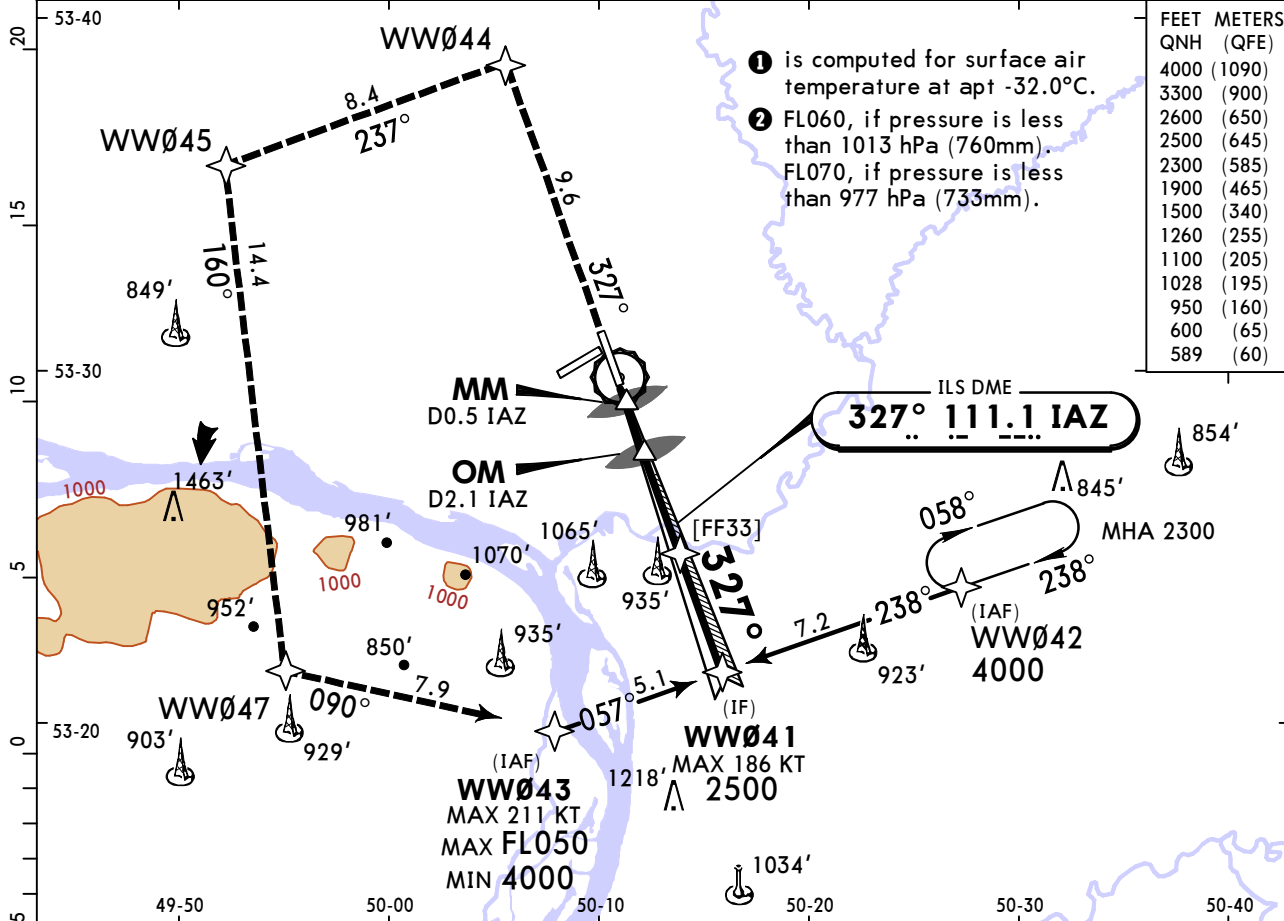 53-40
WWØ44
8.4
237°
WWØ45
9.6
327°
14.4
160°
❶ is computed for surface air
temperature at apt -32.0°C.
❷ FL060, if pressure is less
than 1013 hPa (760mm).
FL070, if pressure is less
than 977 hPa (733mm).
FEET METERS
QNH (QFE)
4000 (1090)
3300 (900)
2600 (650)
2500 (645)
2300 (585)
1900 (465)
1500 (340)
1260 (255)
1100 (205)
1028 (195)
950 (160)
600 (65)
589 (60)
20
15
10
5
0
5
849'
53-30
MM
D0.5 IAZ
OM
D2.1 IAZ
ILS DME
327° 111.1 IAZ
854'
845'
1000
1463'
981'
1000
1070'
1000
1065'
935'
[FF33]
327°
058°
MHA 2300
238°
238°
7.2
(IAF)
WWØ42
4000
923'
952'
850'
935'
7.9
090°
WWØ47
929'
903'
53-20
057°
5.1
(IF)
WWØ41
MAX 186 KT
2500
1218'
(IAF)
WWØ43
MAX 211 KT
MAX FL050
MIN 4000
1034'
49-50
50-00
50-10
50-20
50-30
50-40